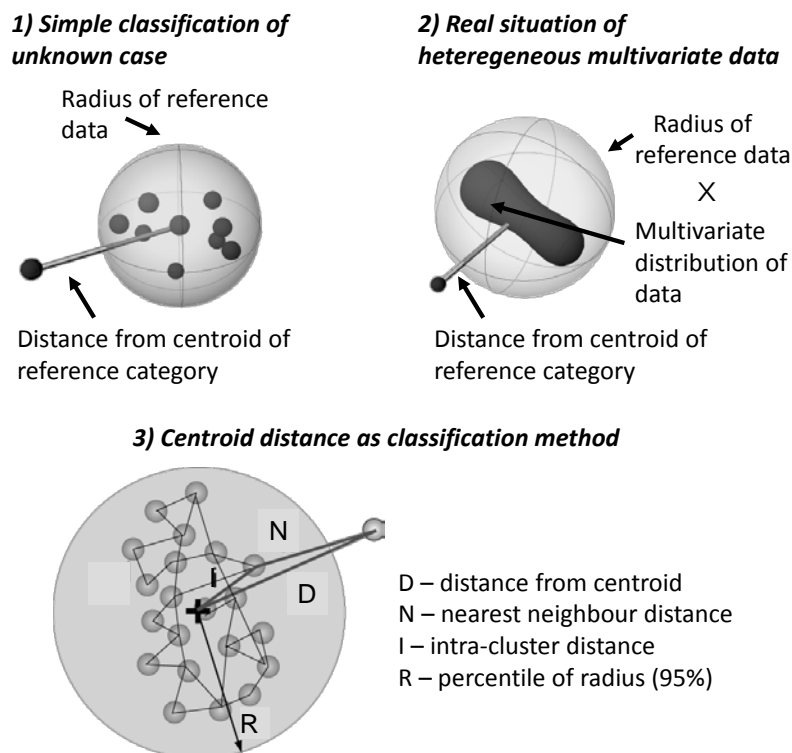 1) Simple classification of
unknown case
Radius of reference
data
Distance from centroid of
reference category
2) Real situation of
heteregeneous multivariate data
Radius of
reference data
X
Multivariate
distribution of
data
Distance from centroid of
reference category
3) Centroid distance as classification method
N
I
D
R
D – distance from centroid
N – nearest neighbour distance
I – intra-cluster distance
R – percentile of radius (95%)